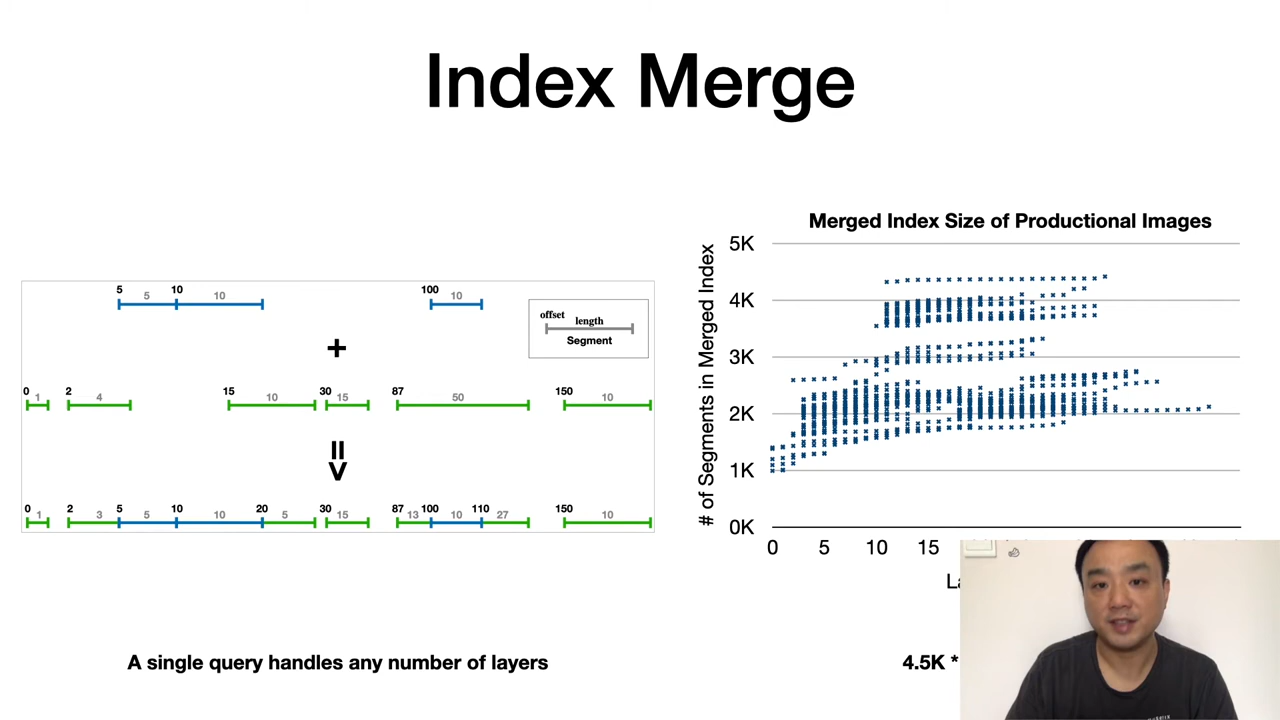 Index Merge
5 10 100
5 10 10
offset
length
Segment
+
0 2 15 30 87 150
1 4 10 15 50 10
=>
0 2 5 10 20 30 87 100 110 150
1 3 5 10 5 15 13 10 27 10
A single query handles any number of layers
Merged Index Size of Productional Images
# of Segments in Merged Index
5K
4K
3K
2K
1K
0K
0 5 10 15
4.5K *